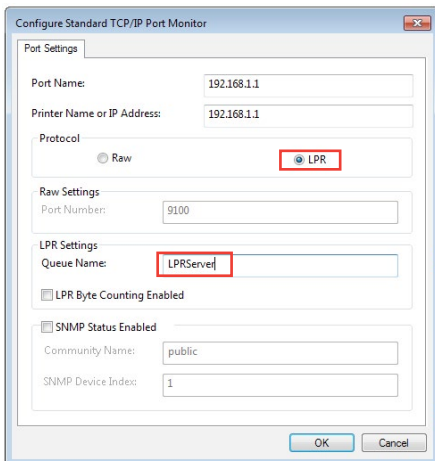 Configure Standard TCP/IP Port Monitor
Port Settings
Port Name: 192.168.1.1
Printer Name or IP Address: 192.168.1.1
Protocol
Raw LPR
Raw Settings
Port Number: 9100
LPR Settings
Queue Name: LPRServer
LPR Byte Counting Enabled
SNMP Status Enabled
Community Name: public
SNMP Device Index: 1
OK Cancel